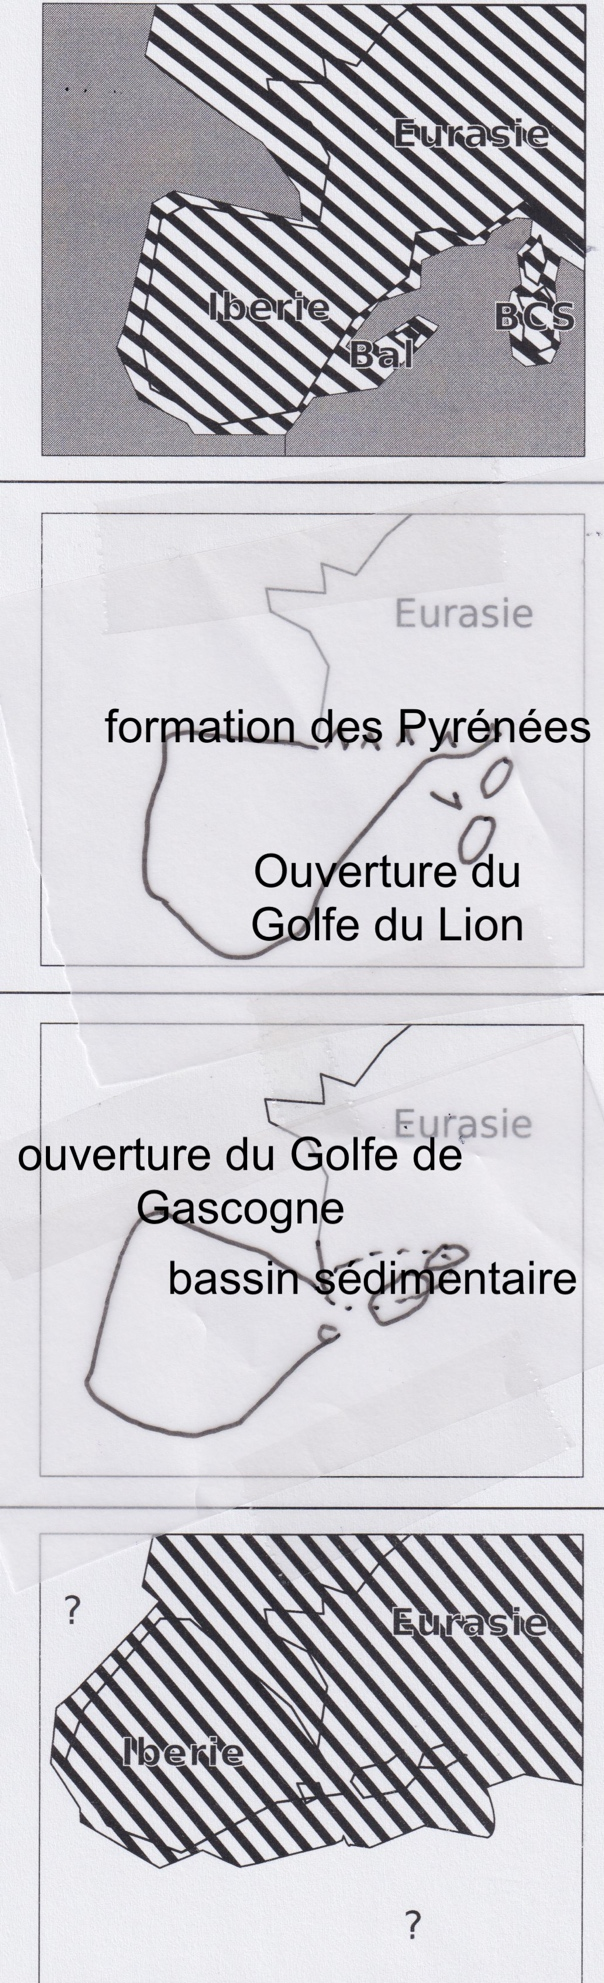 Eurasie
Iberie
BCS
Bal
Eurasie
formation des Pyrénées
Ouverture du
Golfe du Lion
Eurasie
ouverture du Golfe de
Gascogne
bassin sédimentaire
?
Eurasie
Iberie
?